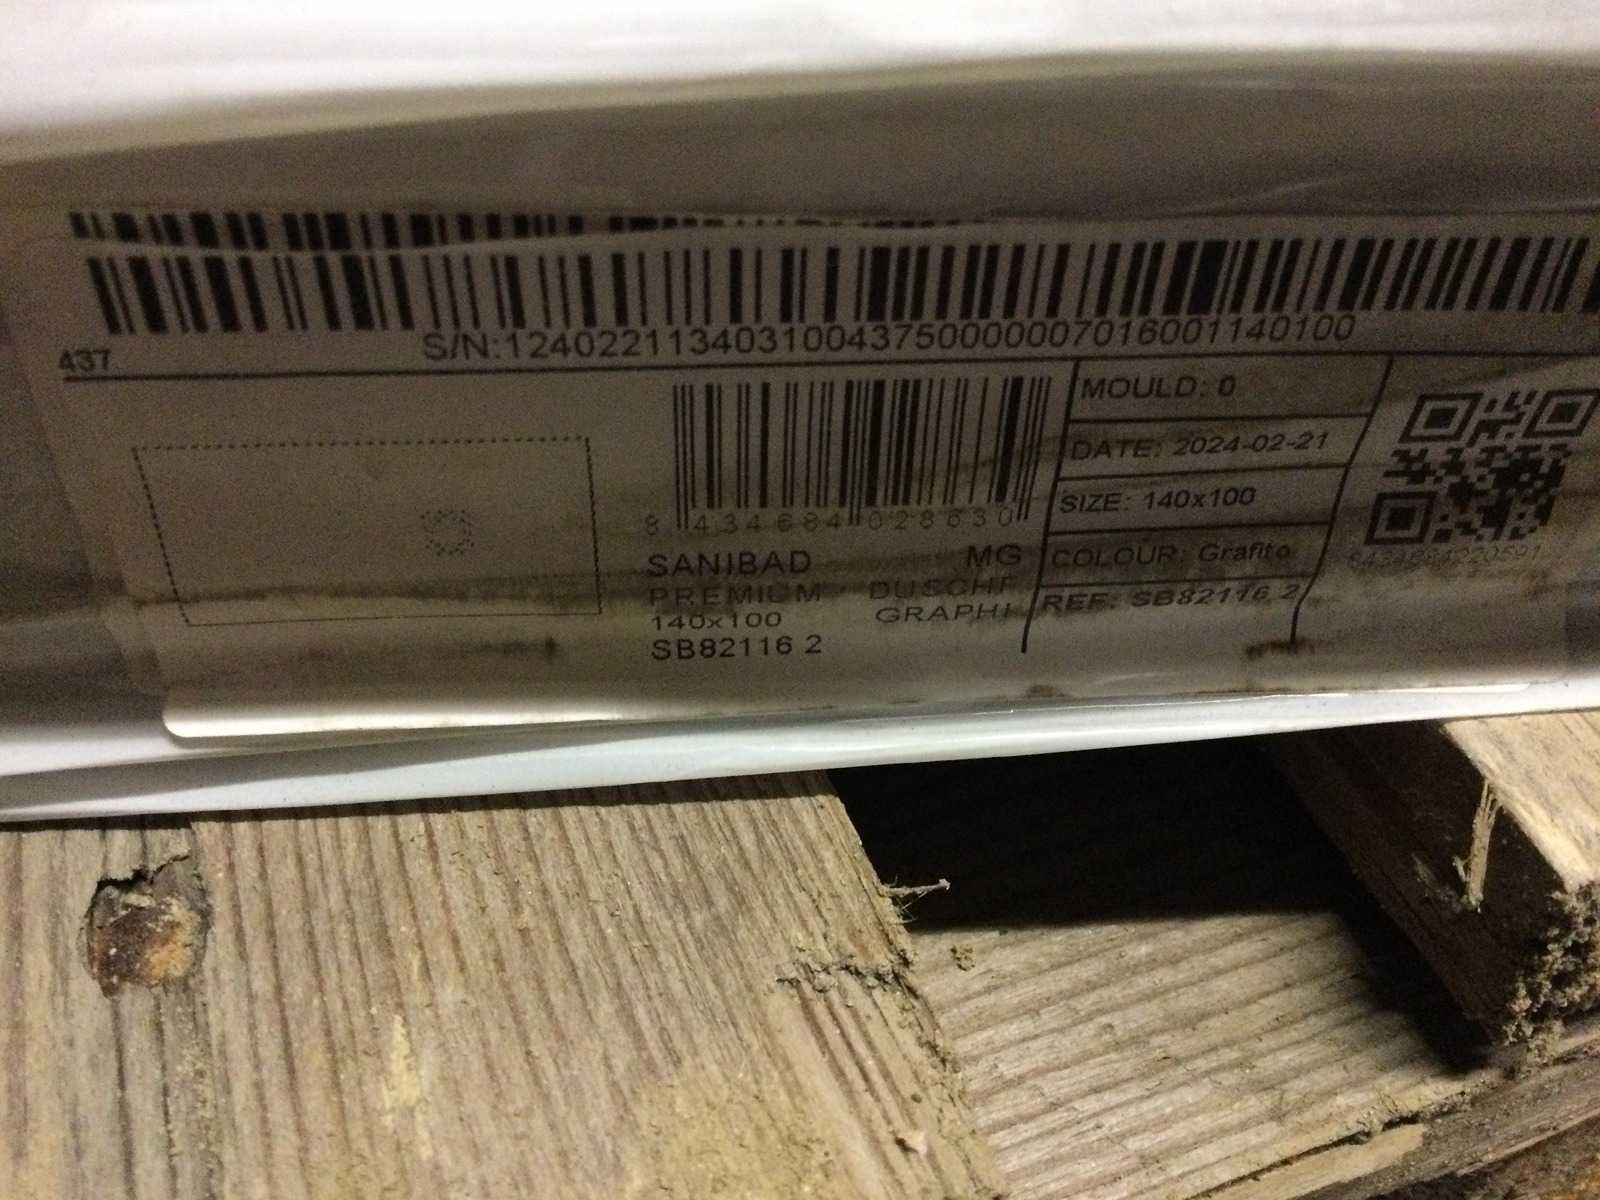 S/N:12402211340310043750000007016001140100
437
8 434684 028630
SANIBAD MG
PREMIUM DUSCHF
140x100 GRAPHI
SB82116 2
MOULD: 0
DATE: 2024-02-21
SIZE: 140x100
COLOUR: Grafito
REF: SB82116 2